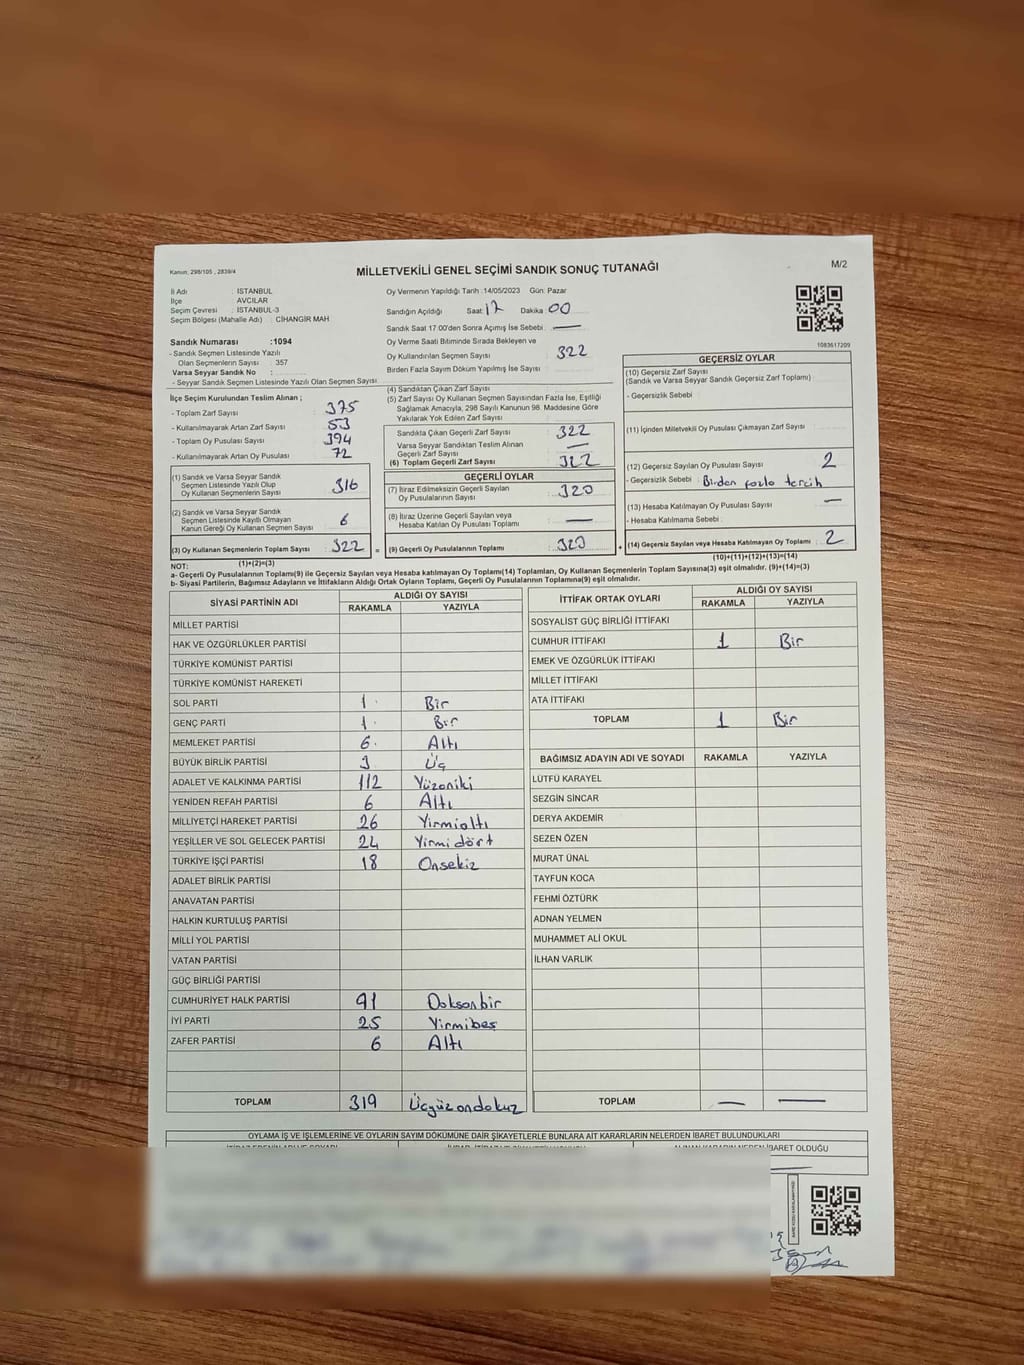 Kanun; 298/105 , 2839/4
MİLLETVEKİLİ GENEL SEÇİMİ SANDIK SONUÇ TUTANAĞI
M/2
İl Adı : İSTANBUL
İlçe : AVCILAR
Seçim Çevresi : İSTANBUL-3
Seçim Bölgesi (Mahalle Adı) : CİHANGİR MAH.
Sandık Numarası :1094
- Sandık Seçmen Listesinde Yazılı
Olan Seçmenlerin Sayısı : 357
Varsa Seyyar Sandık No :
- Seyyar Sandık Seçmen Listesinde Yazılı Olan Seçmen Sayısı
Oy Vermenin Yapıldığı Tarih :14/05/2023 Gün: Pazar
Sandığın Açıldığı Saat: 17 Dakika : 00
Sandık Saat 17:00'den Sonra Açımış İse Sebebi : —
Oy Verme Saati Bitiminde Sırada Bekleyen ve
Oy Kullandırılan Seçmen Sayısı 322
Birden Fazla Sayım Döküm Yapılmış İse Sayısı
1083617209
İlçe Seçim Kurulundan Teslim Alınan ;
- Toplam Zarf Sayısı : 375
- Kullanılmayarak Artan Zarf Sayısı : 53
- Toplam Oy Pusulası Sayısı : 394
- Kullanılmayarak Artan Oy Pusulası : 72
(1) Sandık ve Varsa Seyyar Sandık
Seçmen Listesinde Yazılı Olup
Oy Kullanan Seçmenlerin Sayısı : 316
(2) Sandık ve Varsa Seyyar Sandık
Seçmen Listesinde Kayıtlı Olmayan
Kanun Gereği Oy Kullanan Seçmen Sayısı : 6
(3) Oy Kullanan Seçmenlerin Toplam Sayısı : 322
(1)+(2)=(3)
(4) Sandıktan Çıkan Zarf Sayısı
(5) Zarf Sayısı Oy Kullanan Seçmen Sayısından Fazla İse, Eşitliği
Sağlamak Amacıyla, 298 Sayılı Kanunun 98. Maddesine Göre
Yakılarak Yok Edilen Zarf Sayısı
Sandıkta Çıkan Geçerli Zarf Sayısı : 322
Varsa Seyyar Sandıktan Teslim Alınan
Geçerli Zarf Sayısı : —
(6) Toplam Geçerli Zarf Sayısı : 322
GEÇERLİ OYLAR
(7) İtiraz Edilmeksizin Geçerli Sayılan
Oy Pusulalarının Sayısı : 320
(8) İtiraz Üzerine Geçerli Sayılan veya
Hesaba Katılan Oy Pusulası Toplamı : —
(9) Geçerli Oy Pusulalarının Toplamı : 320
GEÇERSİZ OYLAR
(10) Geçersiz Zarf Sayısı
(Sandık ve Varsa Seyyar Sandık Geçersiz Zarf Toplamı)
- Geçersizlik Sebebi :
(11) İçinden Milletvekili Oy Pusulası Çıkmayan Zarf Sayısı
(12) Geçersiz Sayılan Oy Pusulası Sayısı : 2
- Geçersizlik Sebebi : Birden fazla tercih
(13) Hesaba Katılmayan Oy Pusulası Sayısı : —
- Hesaba Katılmama Sebebi :
(14) Geçersiz Sayılan veya Hesaba Katılmayan Oy Toplamı : 2
(10)+(11)+(12)+(13)=(14)
NOT:
a- Geçerli Oy Pusulalarının Toplamı(9) ile Geçersiz Sayılan veya Hesaba katılmayan Oy Toplamı(14) Toplamları, Oy Kullanan Seçmenlerin Toplam Sayısına(3) eşit olmalıdır. (9)+(14)=(3)
b- Siyasi Partilerin, Bağımsız Adayların ve İttifakların Aldığı Ortak Oyların Toplamı, Geçerli Oy Pusulalarının Toplamına(9) eşit olmalıdır.
SİYASİ PARTİNİN ADI
ALDIĞI OY SAYISI
RAKAMLA YAZIYLA
MİLLET PARTİSİ
HAK VE ÖZGÜRLÜKLER PARTİSİ
TÜRKİYE KOMÜNİST PARTİSİ
TÜRKİYE KOMÜNİST HAREKETİ
SOL PARTİ 1 Bir
GENÇ PARTİ 1 Bir
MEMLEKET PARTİSİ 6 Altı
BÜYÜK BİRLİK PARTİSİ 3 Üç
ADALET VE KALKINMA PARTİSİ 112 Yüzoniki
YENİDEN REFAH PARTİSİ 6 Altı
MİLLİYETÇİ HAREKET PARTİSİ 26 Yirmialtı
YEŞİLLER VE SOL GELECEK PARTİSİ 24 Yirmi dört
TÜRKİYE İŞÇİ PARTİSİ 18 Onsekiz
ADALET BİRLİK PARTİSİ
ANAVATAN PARTİSİ
HALKIN KURTULUŞ PARTİSİ
MİLLİ YOL PARTİSİ
VATAN PARTİSİ
GÜÇ BİRLİĞİ PARTİSİ
CUMHURİYET HALK PARTİSİ 91 Doksanbir
İYİ PARTİ 25 Yirmibeş
ZAFER PARTİSİ 6 Altı
TOPLAM 319 Üçyüzondokuz
İTTİFAK ORTAK OYLARI
ALDIĞI OY SAYISI
RAKAMLA YAZIYLA
SOSYALİST GÜÇ BİRLİĞİ İTTİFAKI
CUMHUR İTTİFAKI 1 Bir
EMEK VE ÖZGÜRLÜK İTTİFAKI
MİLLET İTTİFAKI
ATA İTTİFAKI
TOPLAM 1 Bir
BAĞIMSIZ ADAYIN ADI VE SOYADI RAKAMLA YAZIYLA
LÜTFÜ KARAYEL
SEZGİN SİNCAR
DERYA AKDEMİR
SEZEN ÖZEN
MURAT ÜNAL
TAYFUN KOCA
FEHMİ ÖZTÜRK
ADNAN YELMEN
MUHAMMET ALİ OKUL
İLHAN VARLIK
TOPLAM — —
OYLAMA İŞ VE İŞLEMLERİNE VE OYLARIN SAYIM DÖKÜMÜNE DAİR ŞİKAYETLERLE BUNLARA AİT KARARLARIN NELERDEN İBARET BULUNDUKLARI
İBARET OLDUĞU